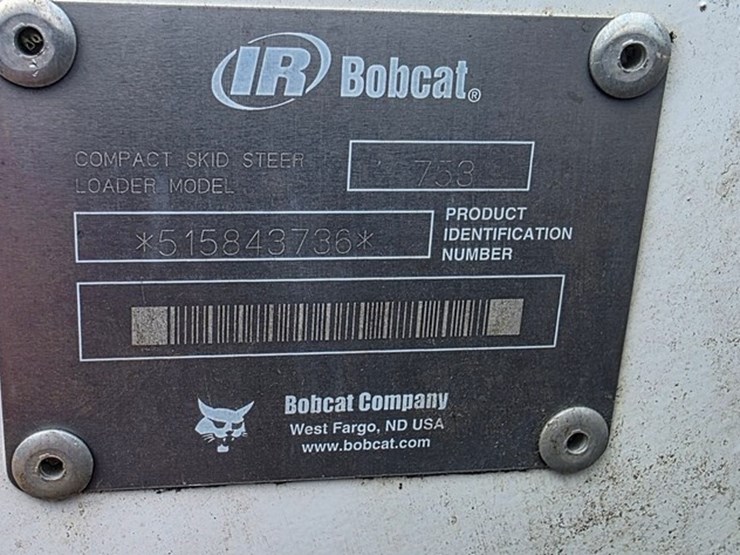 IR Bobcat®
COMPACT SKID STEER
LOADER MODEL
753
*515843736*
PRODUCT
IDENTIFICATION
NUMBER
Bobcat Company
West Fargo, ND USA
www.bobcat.com